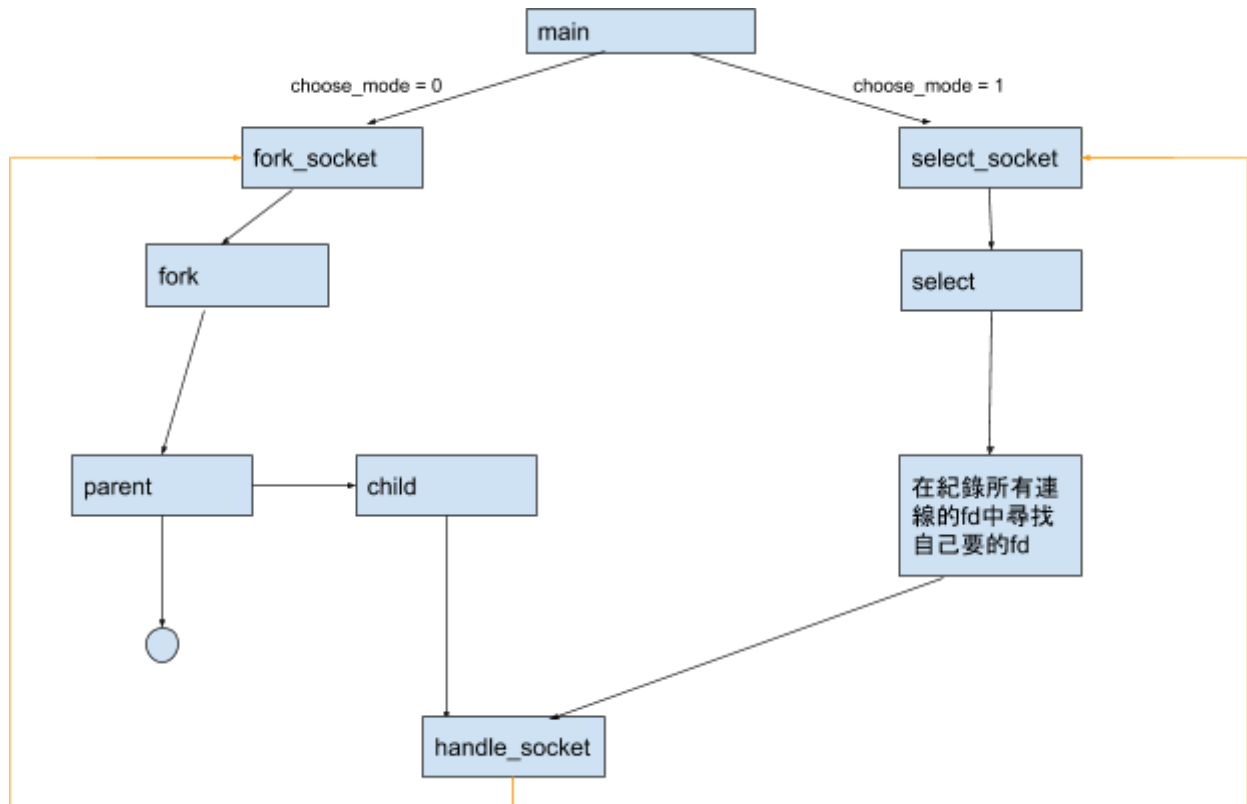 main
choose_mode = 0
choose_mode = 1
fork_socket
select_socket
fork
select
parent
child
在紀錄所有連
線的fd中尋找
自己要的fd
handle_socket